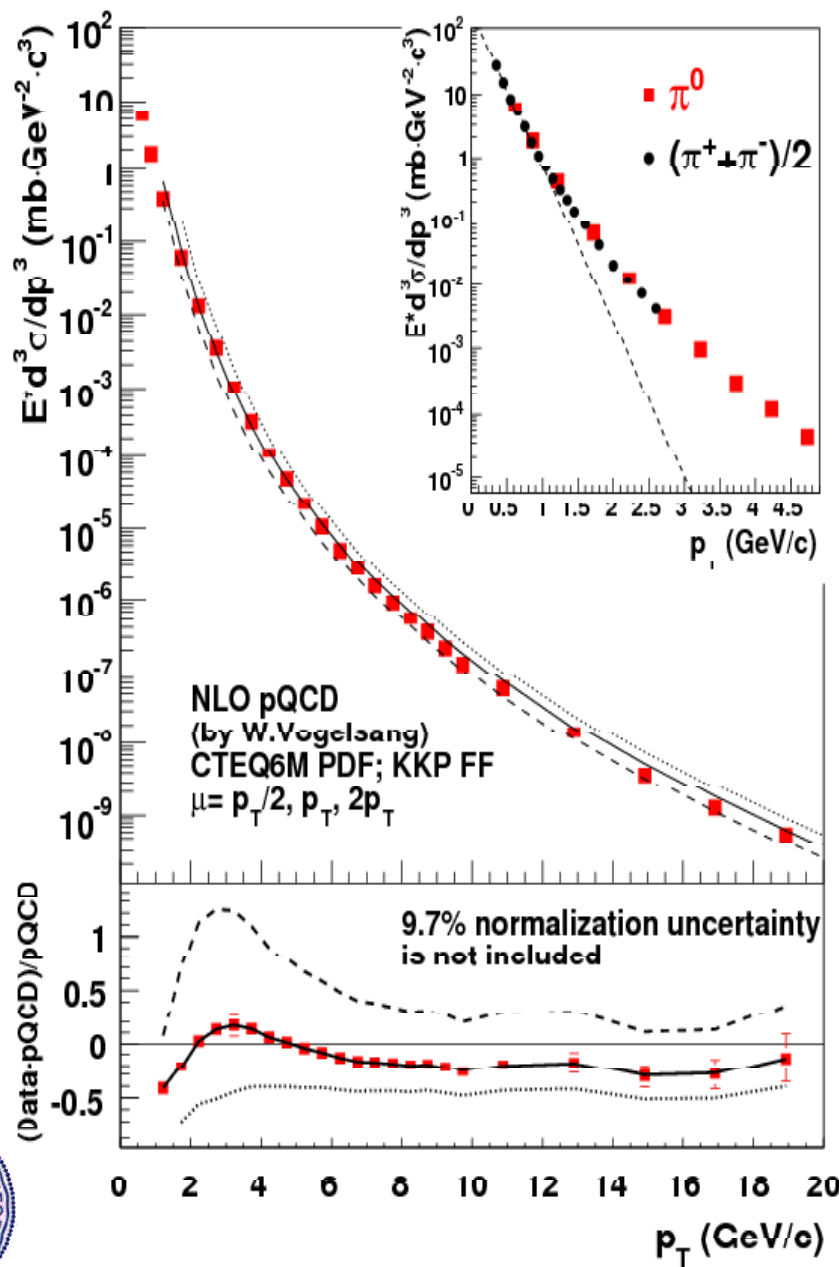 E*d³σ/dp³ (mb·GeV⁻²·c³)
10²
10
1
10⁻¹
10⁻²
10⁻³
10⁻⁴
10⁻⁵
10⁻⁶
10⁻⁷
10⁻⁸
10⁻⁹
E*d³σ/dp³ (mb·GeV⁻²·c³)
10²
10
1
10⁻¹
10⁻²
10⁻³
10⁻⁴
10⁻⁵
π⁰
(π⁺+π⁻)/2
0 0.5 1 1.5 2 2.5 3 3.5 4 4.5
p_T (GeV/c)
NLO pQCD
(by W.Vogelsang)
CTEQ6M PDF; KKP FF
μ= p_T/2, p_T, 2p_T
(Data-pQCD)/pQCD
1
0.5
0
-0.5
9.7% normalization uncertainty
is not included
0 2 4 6 8 10 12 14 16 18 20
p_T (GeV/c)